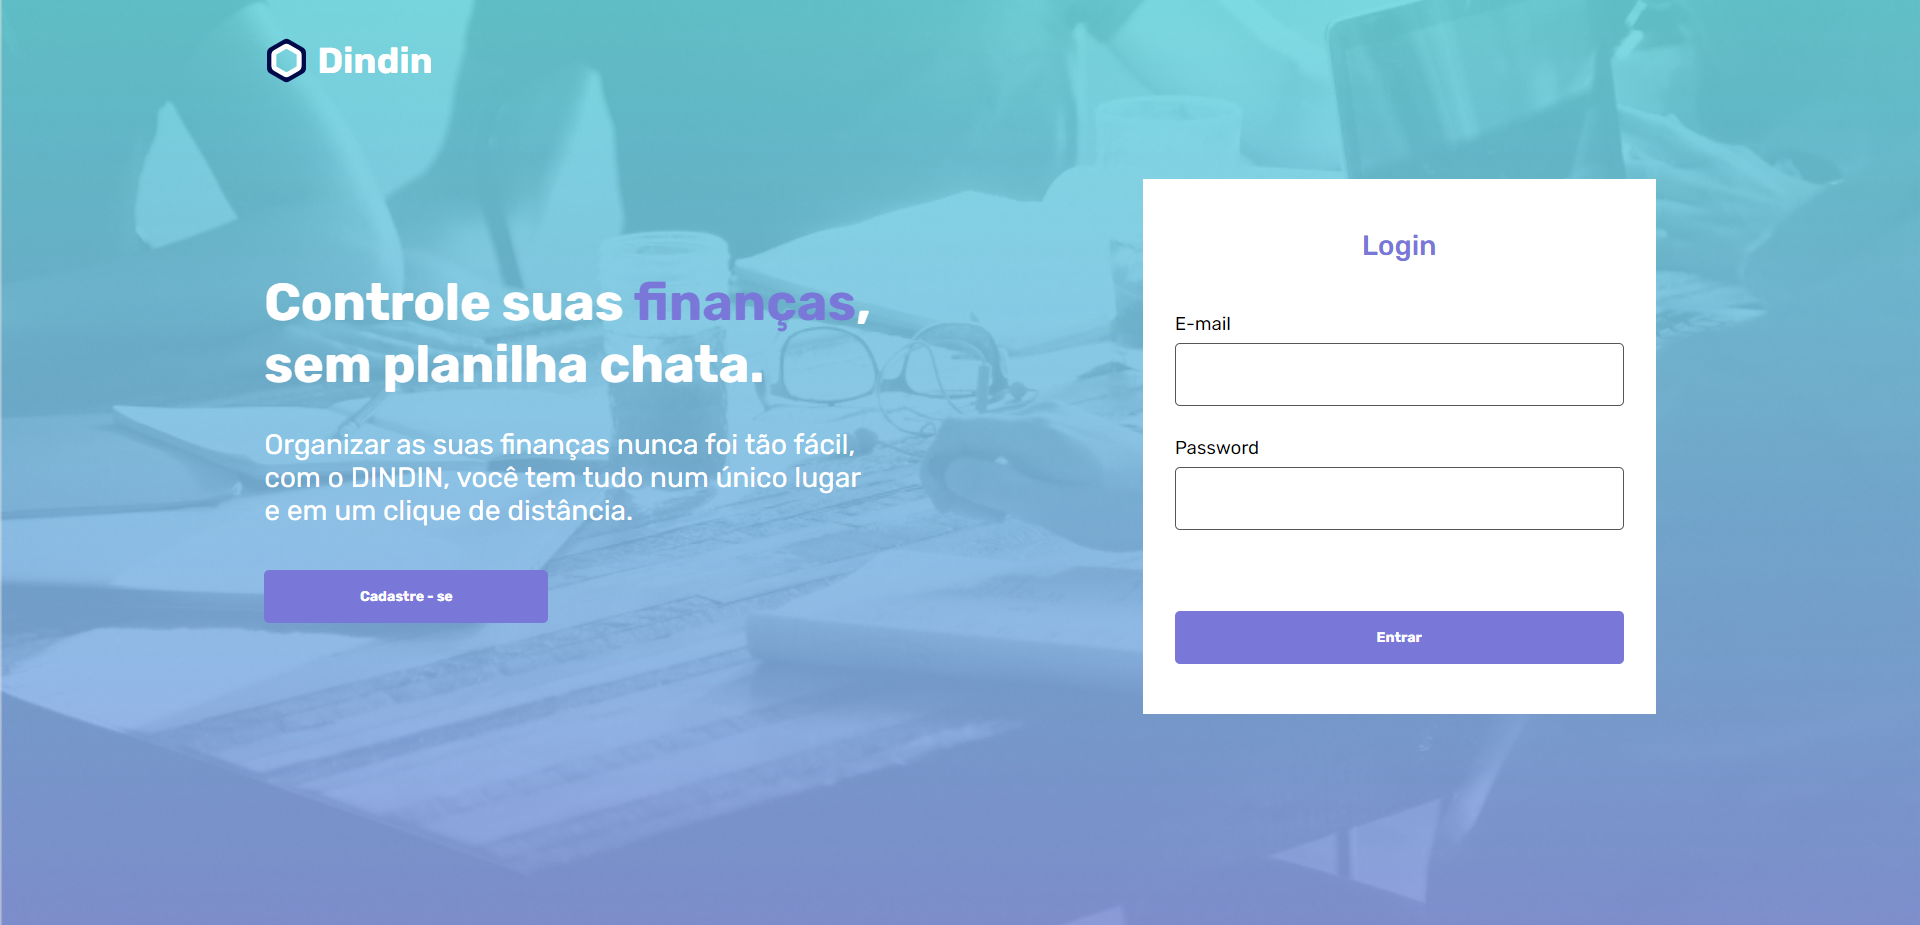 Dindin
Controle suas finanças,
sem planilha chata.
Organizar as suas finanças nunca foi tão fácil,
com o DINDIN, você tem tudo num único lugar
e em um clique de distância.
Cadastre - se
Login
E-mail
Password
Entrar